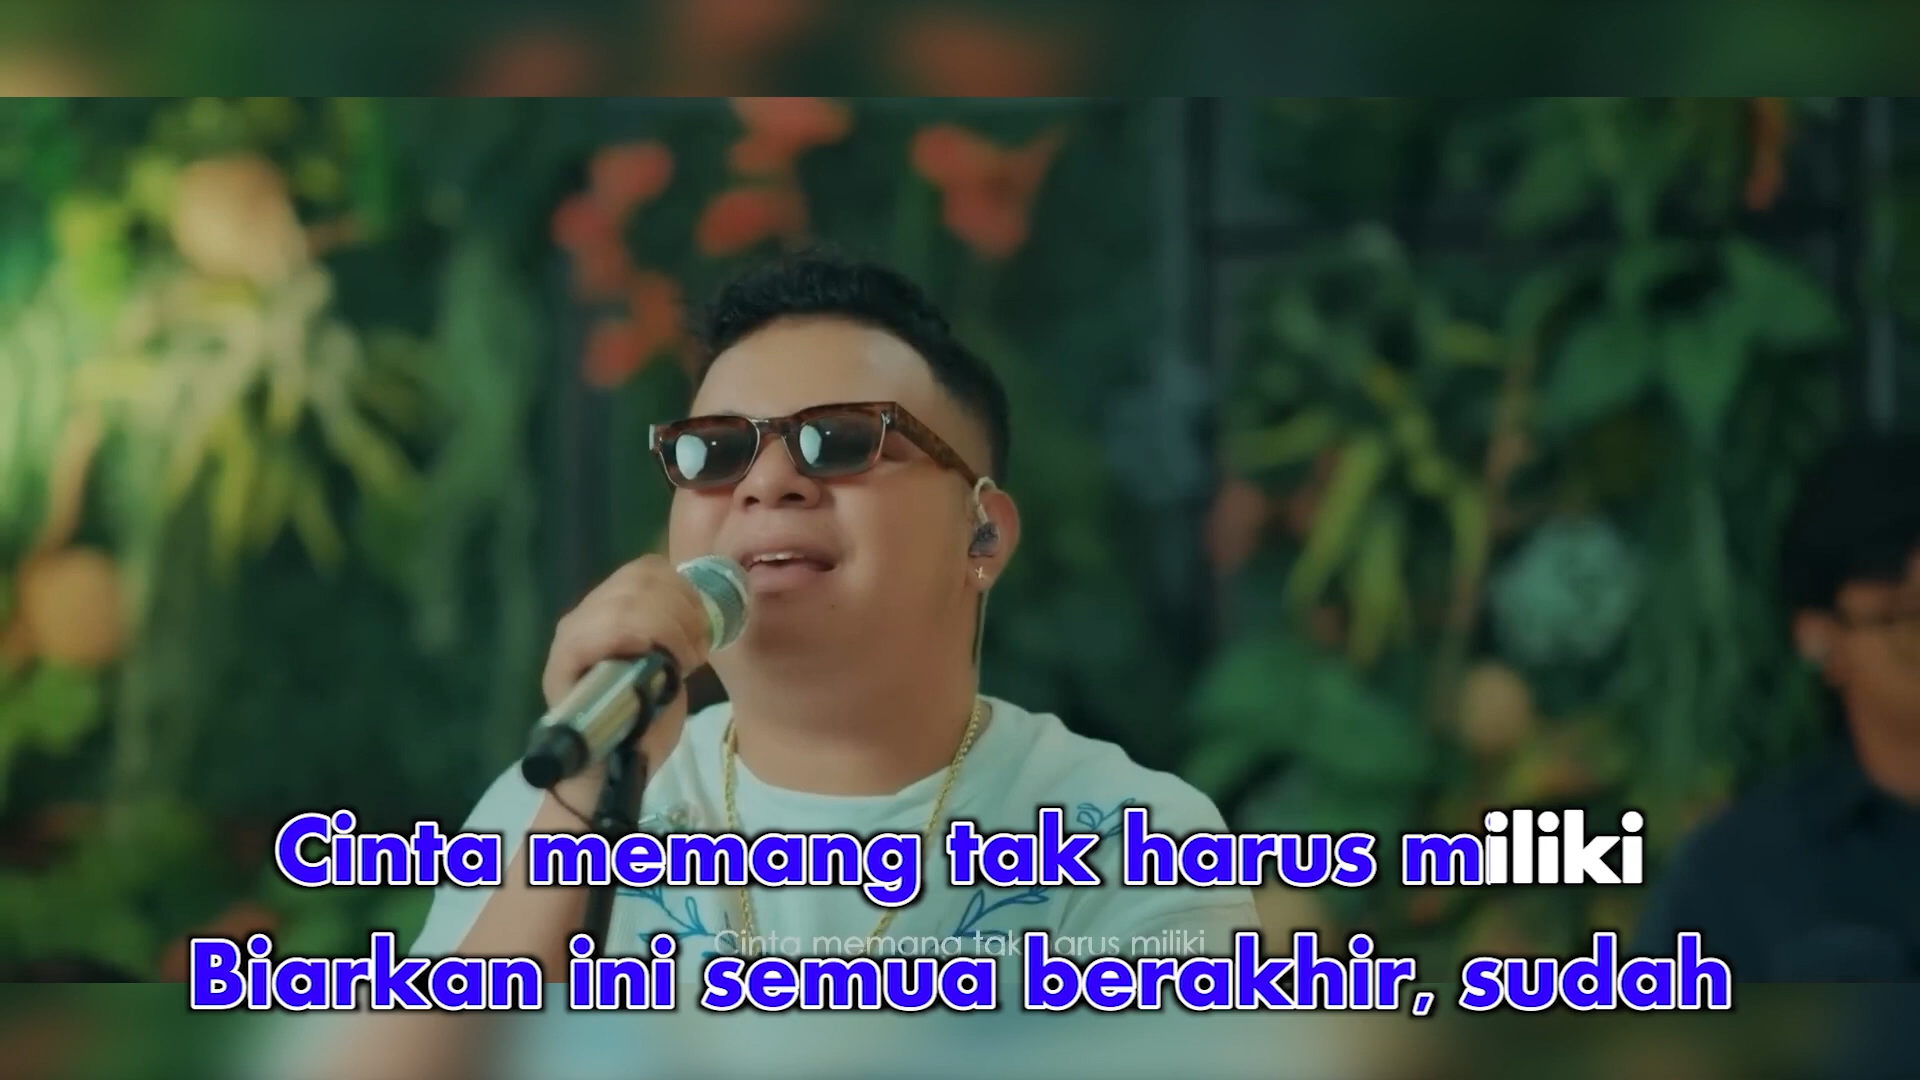 Cinta memang tak harus miliki
Cinta memang tak harus miliki
Biarkan ini semua berakhir, sudah